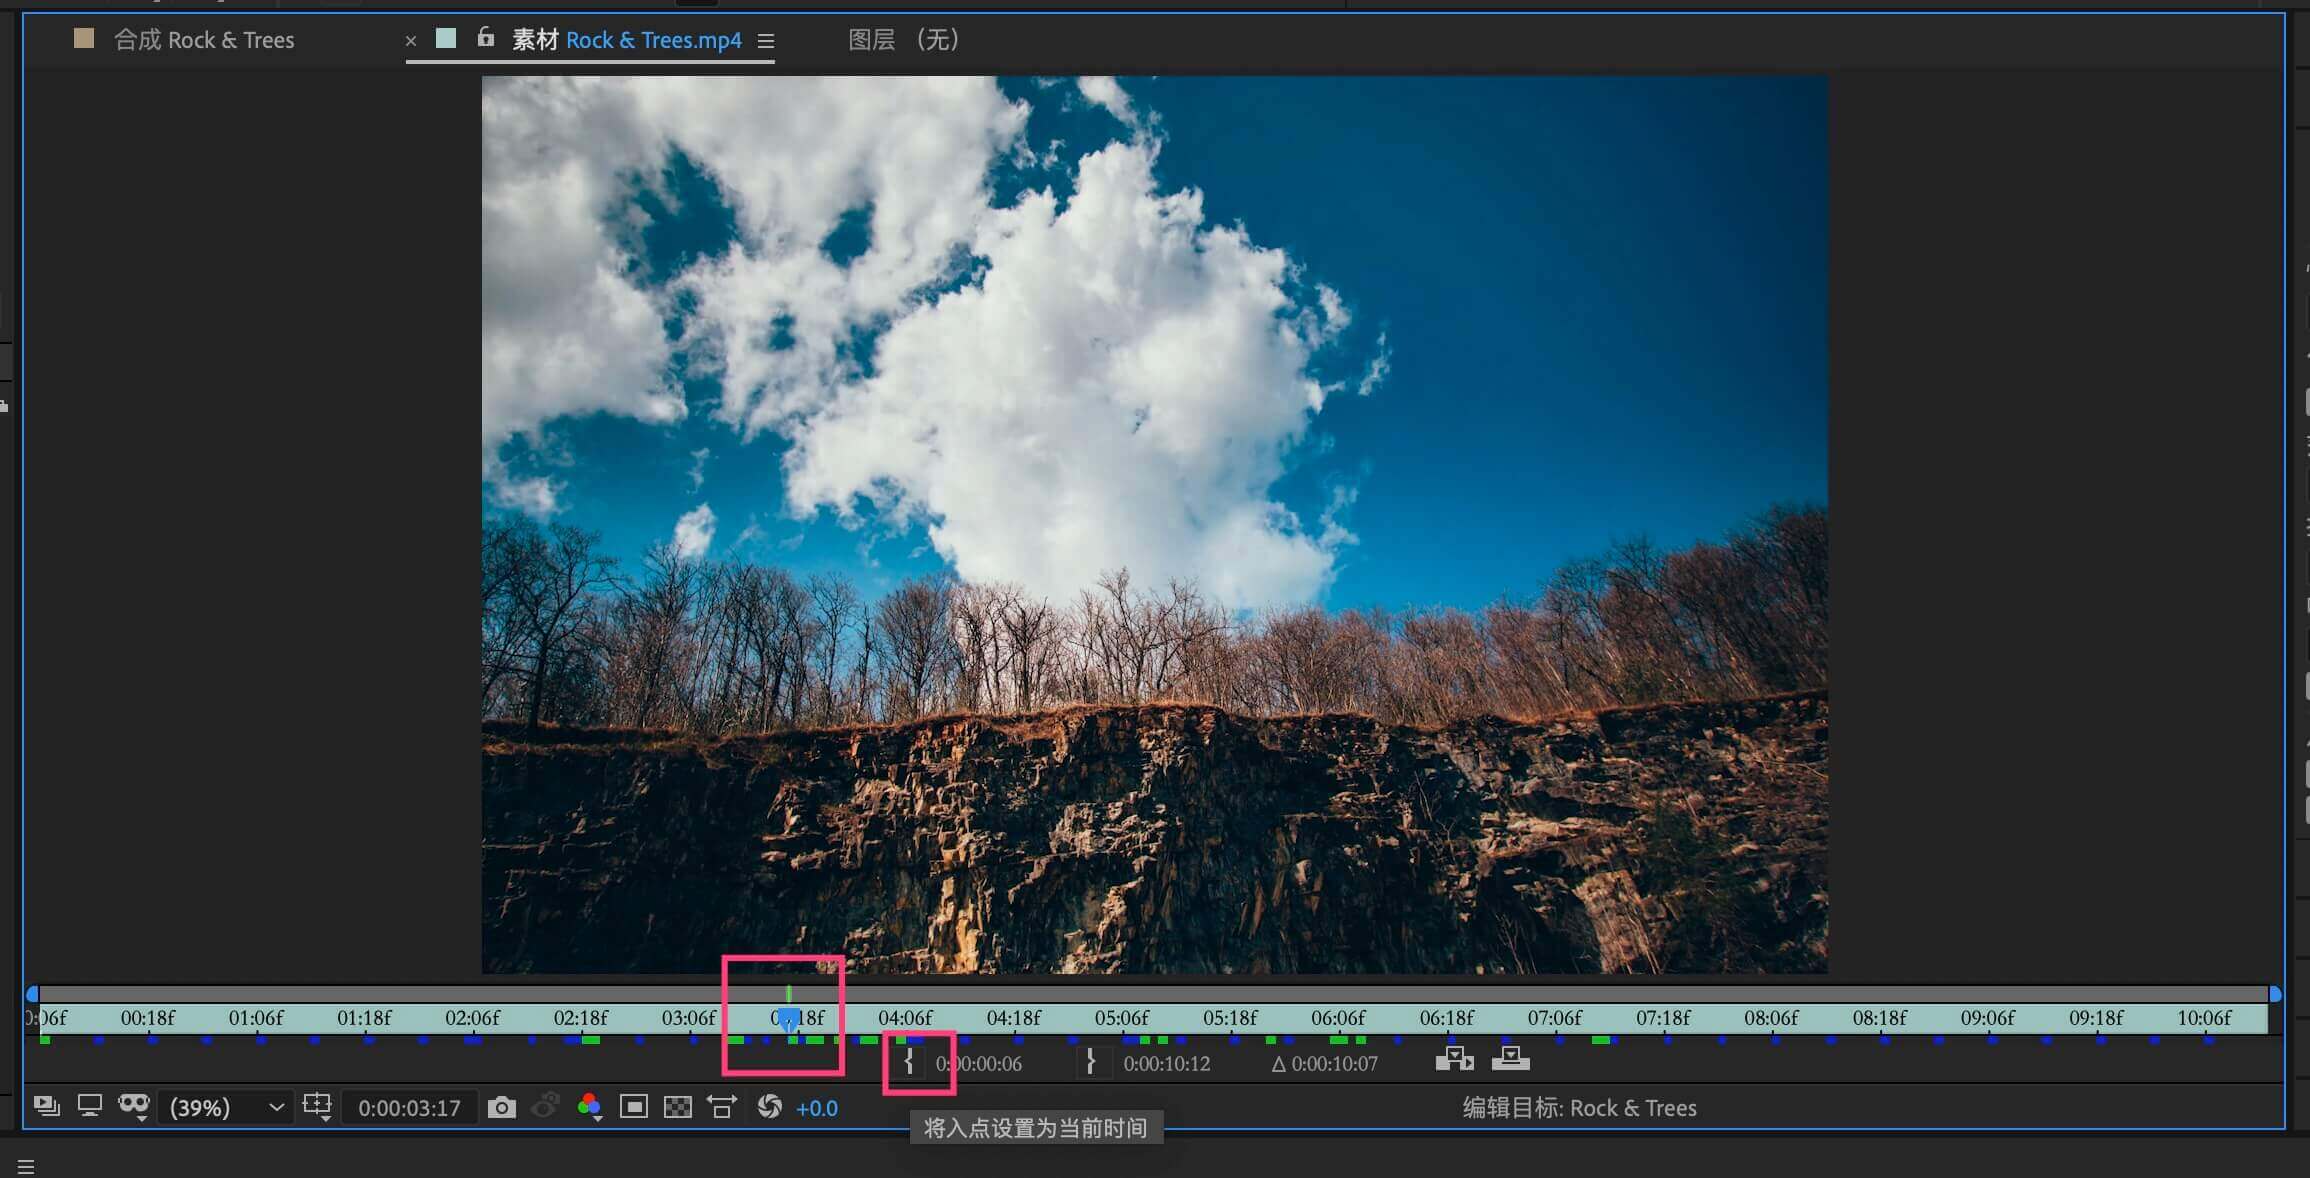 合成 Rock & Trees
× 素材 Rock & Trees.mp4 ☰
图层 （无）
0:06f 00:18f 01:06f 01:18f 02:06f 02:18f 03:06f 18f 04:06f 04:18f 05:06f 05:18f 06:06f 06:18f 07:06f 07:18f 08:06f 08:18f 09:06f 09:18f 10:06f
{ 0:00:00:06 } 0:00:10:12 Δ 0:00:10:07
(39%) 0:00:03:17 +0.0 编辑目标: Rock & Trees
将入点设置为当前时间